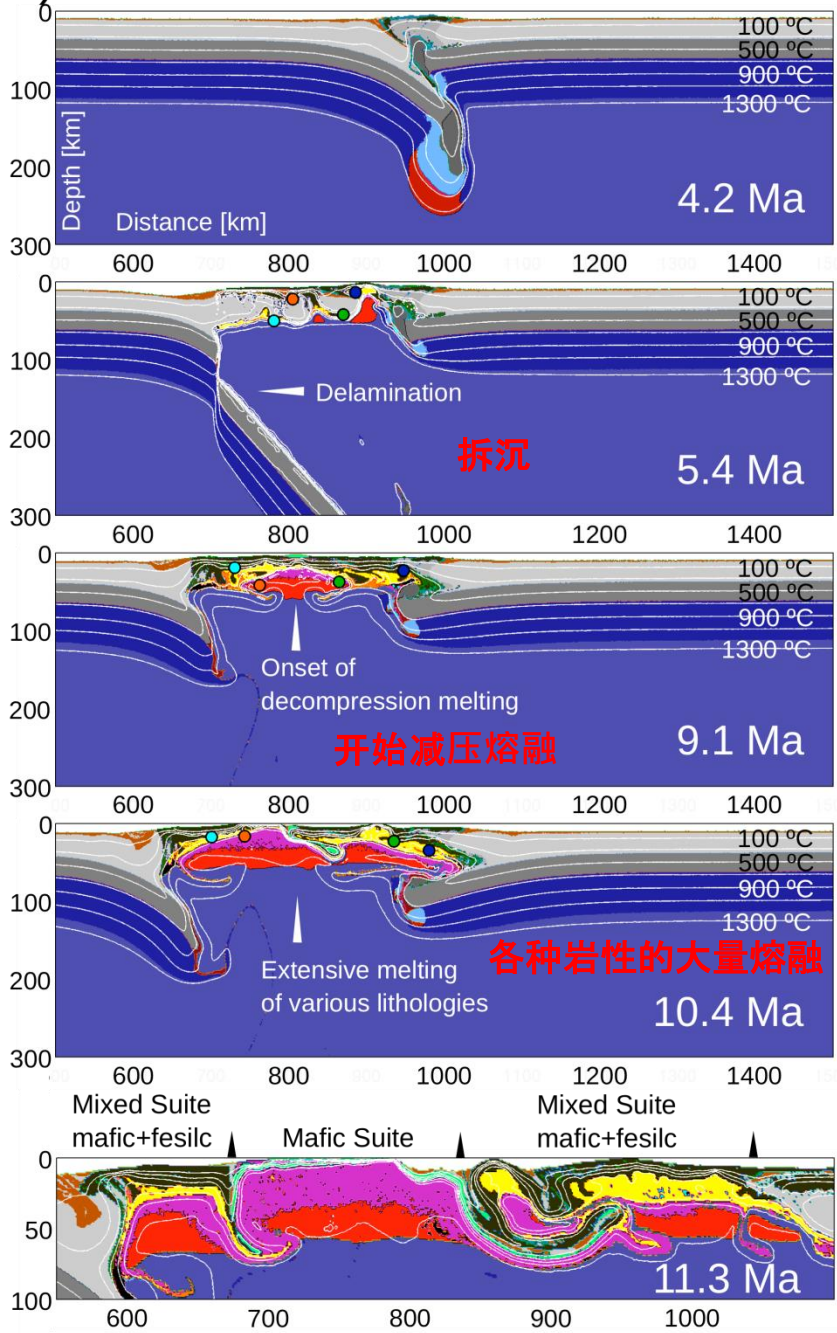 0
100
200
300
Depth [km]
Distance [km]
100 ºC
500 ºC
900 ºC
1300 ºC
4.2 Ma
600 800 1000 1200 1400
0
100
200
300
100 ºC
500 ºC
900 ºC
1300 ºC
Delamination
拆沉
5.4 Ma
600 800 1000 1200 1400
0
100
200
300
100 ºC
500 ºC
900 ºC
1300 ºC
Onset of
decompression melting
开始减压熔融
9.1 Ma
600 800 1000 1200 1400
0
100
200
300
100 ºC
500 ºC
900 ºC
1300 ºC
Extensive melting
of various lithologies
各种岩性的大量熔融
10.4 Ma
600 800 1000 1200 1400
Mixed Suite
mafic+fesilc
Mafic Suite
Mixed Suite
mafic+fesilc
0
50
100
11.3 Ma
600 700 800 900 1000